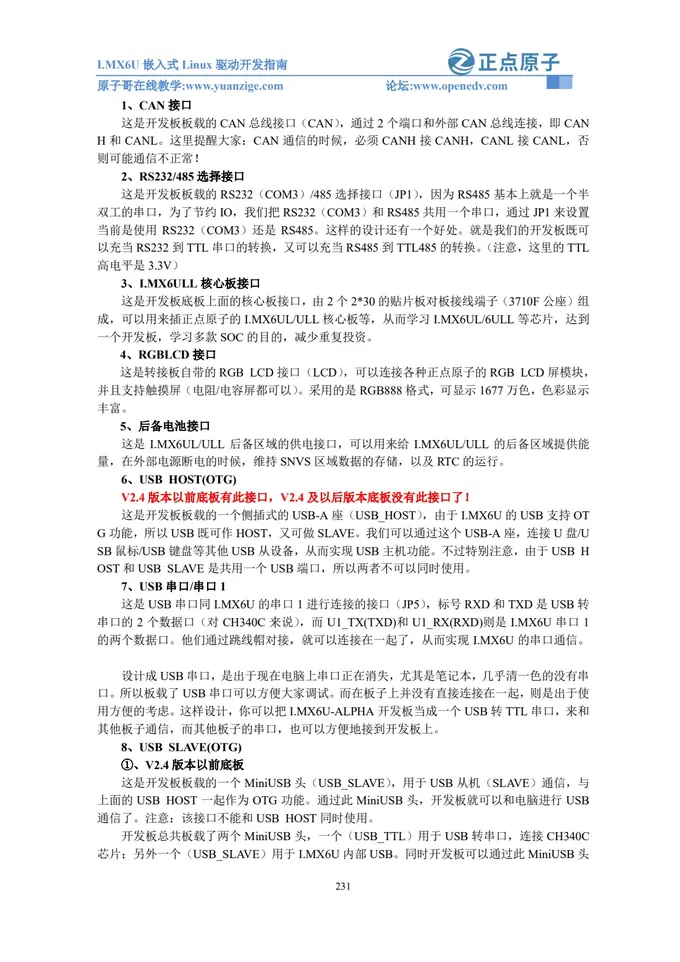 I.MX6U 嵌入式 Linux 驱动开发指南
正点原子
原子哥在线教学:www.yuanzige.com 论坛:www.openedv.com
1、CAN 接口
这是开发板板载的 CAN 总线接口（CAN），通过 2 个端口和外部 CAN 总线连接，即 CAN
H 和 CANL。这里提醒大家：CAN 通信的时候，必须 CANH 接 CANH，CANL 接 CANL，否
则可能通信不正常！
2、RS232/485 选择接口
这是开发板板载的 RS232（COM3）/485 选择接口（JP1），因为 RS485 基本上就是一个半
双工的串口，为了节约 IO，我们把 RS232（COM3）和 RS485 共用一个串口，通过 JP1 来设置
当前是使用 RS232（COM3）还是 RS485。这样的设计还有一个好处。就是我们的开发板既可
以充当 RS232 到 TTL 串口的转换，又可以充当 RS485 到 TTL485 的转换。（注意，这里的 TTL
高电平是 3.3V）
3、I.MX6ULL 核心板接口
这是开发板底板上面的核心板接口，由 2 个 2*30 的贴片板对板接线端子（3710F 公座）组
成，可以用来插正点原子的 I.MX6UL/ULL 核心板等，从而学习 I.MX6UL/6ULL 等芯片，达到
一个开发板，学习多款 SOC 的目的，减少重复投资。
4、RGBLCD 接口
这是转接板自带的 RGB LCD 接口（LCD），可以连接各种正点原子的 RGB LCD 屏模块，
并且支持触摸屏（电阻/电容屏都可以）。采用的是 RGB888 格式，可显示 1677 万色，色彩显示
丰富。
5、后备电池接口
这是 I.MX6UL/ULL 后备区域的供电接口，可以用来给 I.MX6UL/ULL 的后备区域提供能
量，在外部电源断电的时候，维持 SNVS 区域数据的存储，以及 RTC 的运行。
6、USB HOST(OTG)
V2.4 版本以前底板有此接口，V2.4 及以后版本底板没有此接口了！
这是开发板板载的一个侧插式的 USB-A 座（USB_HOST），由于 I.MX6U 的 USB 支持 OT
G 功能，所以 USB 既可作 HOST，又可做 SLAVE。我们可以通过这个 USB-A 座，连接 U 盘/U
SB 鼠标/USB 键盘等其他 USB 从设备，从而实现 USB 主机功能。不过特别注意，由于 USB H
OST 和 USB SLAVE 是共用一个 USB 端口，所以两者不可以同时使用。
7、USB 串口/串口 1
这是 USB 串口同 I.MX6U 的串口 1 进行连接的接口（JP5），标号 RXD 和 TXD 是 USB 转
串口的 2 个数据口（对 CH340C 来说），而 U1_TX(TXD)和 U1_RX(RXD)则是 I.MX6U 串口 1
的两个数据口。他们通过跳线帽对接，就可以连接在一起了，从而实现 I.MX6U 的串口通信。
设计成 USB 串口，是出于现在电脑上串口正在消失，尤其是笔记本，几乎清一色的没有串
口。所以板载了 USB 串口可以方便大家调试。而在板子上并没有直接连接在一起，则是出于使
用方便的考虑。这样设计，你可以把 I.MX6U-ALPHA 开发板当成一个 USB 转 TTL 串口，来和
其他板子通信，而其他板子的串口，也可以方便地接到开发板上。
8、USB SLAVE(OTG)
①、V2.4 版本以前底板
这是开发板板载的一个 MiniUSB 头（USB_SLAVE），用于 USB 从机（SLAVE）通信，与
上面的 USB HOST 一起作为 OTG 功能。通过此 MiniUSB 头，开发板就可以和电脑进行 USB
通信了。注意：该接口不能和 USB HOST 同时使用。
开发板总共板载了两个 MiniUSB 头，一个（USB_TTL）用于 USB 转串口，连接 CH340C
芯片；另外一个（USB_SLAVE）用于 I.MX6U 内部 USB。同时开发板可以通过此 MiniUSB 头
231